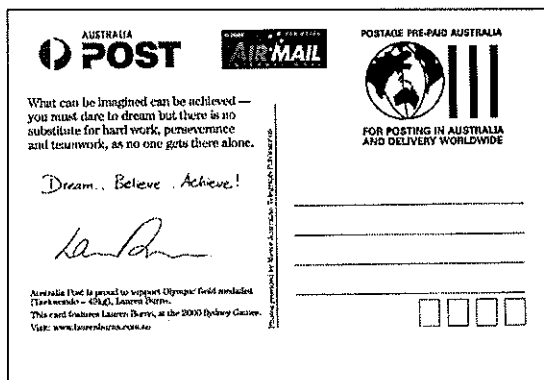 AUSTRALIA
POST
AIR MAIL
POSTAGE PRE-PAID AUSTRALIA
FOR POSTING IN AUSTRALIA
AND DELIVERY WORLDWIDE
What can be imagined can be achieved —
you must dare to dream but there is no
substitute for hard work, perseverance
and teamwork, as no one gets there alone.
Dream.. Believe.. Achieve!
Australia Post is proud to support Olympic Gold medallist
(Taekwondo – 49kg), Lauren Burns.
This card features Lauren Burns, at the 2000 Sydney Games.
Visit: www.laurenburns.com.au